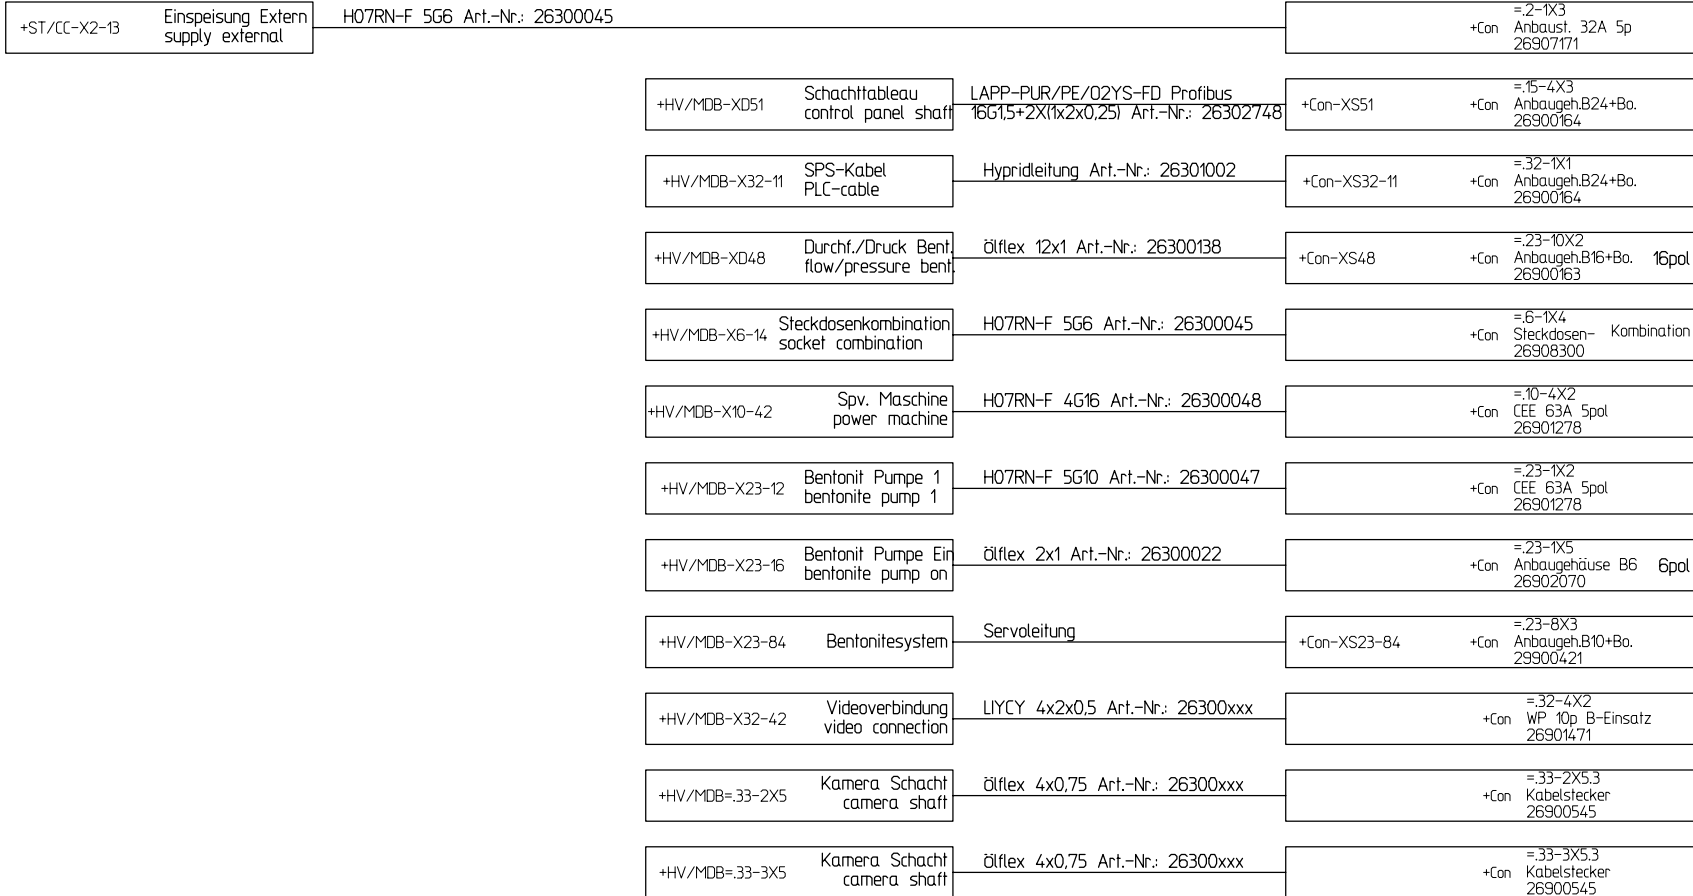 +ST/CC-X2-13 Einspeisung Extern H07RN-F 5G6 Art.-Nr.: 26300045 =.2-1X3
supply external +Con Anbaust. 32A 5p
26907171
+HV/MDB-XD51 Schachttableau LAPP-PUR/PE/02YS-FD Profibus +Con-XS51 =.15-4X3
control panel shaft 16G1,5+2X(1x2x0,25) Art.-Nr.: 26302748 +Con Anbaugeh.B24+Bo.
26900164
+HV/MDB-X32-11 SPS-Kabel Hypridleitung Art.-Nr.: 26301002 +Con-XS32-11 =.32-1X1
PLC-cable +Con Anbaugeh.B24+Bo.
26900164
+HV/MDB-XD48 Durchf./Druck Bent. ölflex 12x1 Art.-Nr.: 26300138 +Con-XS48 =.23-10X2
flow/pressure bent. +Con Anbaugeh.B16+Bo. 16pol
26900163
+HV/MDB-X6-14 Steckdosenkombination H07RN-F 5G6 Art.-Nr.: 26300045 =.6-1X4
socket combination +Con Steckdosen- Kombination
26908300
+HV/MDB-X10-42 Spv. Maschine H07RN-F 4G16 Art.-Nr.: 26300048 =.10-4X2
power machine +Con CEE 63A 5pol
26901278
+HV/MDB-X23-12 Bentonit Pumpe 1 H07RN-F 5G10 Art.-Nr.: 26300047 =.23-1X2
bentonite pump 1 +Con CEE 63A 5pol
26901278
+HV/MDB-X23-16 Bentonit Pumpe Ein ölflex 2x1 Art.-Nr.: 26300022 =.23-1X5
bentonite pump on +Con Anbaugehäuse B6 6pol
26902070
+HV/MDB-X23-84 Bentonitesystem Servoleitung +Con-XS23-84 =.23-8X3
+Con Anbaugeh.B10+Bo.
29900421
+HV/MDB-X32-42 Videoverbindung LIYCY 4x2x0,5 Art.-Nr.: 26300xxx =.32-4X2
video connection +Con WP 10p B-Einsatz
26901471
+HV/MDB=.33-2X5 Kamera Schacht ölflex 4x0,75 Art.-Nr.: 26300xxx =.33-2X5.3
camera shaft +Con Kabelstecker
26900545
+HV/MDB=.33-3X5 Kamera Schacht ölflex 4x0,75 Art.-Nr.: 26300xxx =.33-3X5.3
camera shaft +Con Kabelstecker
26900545